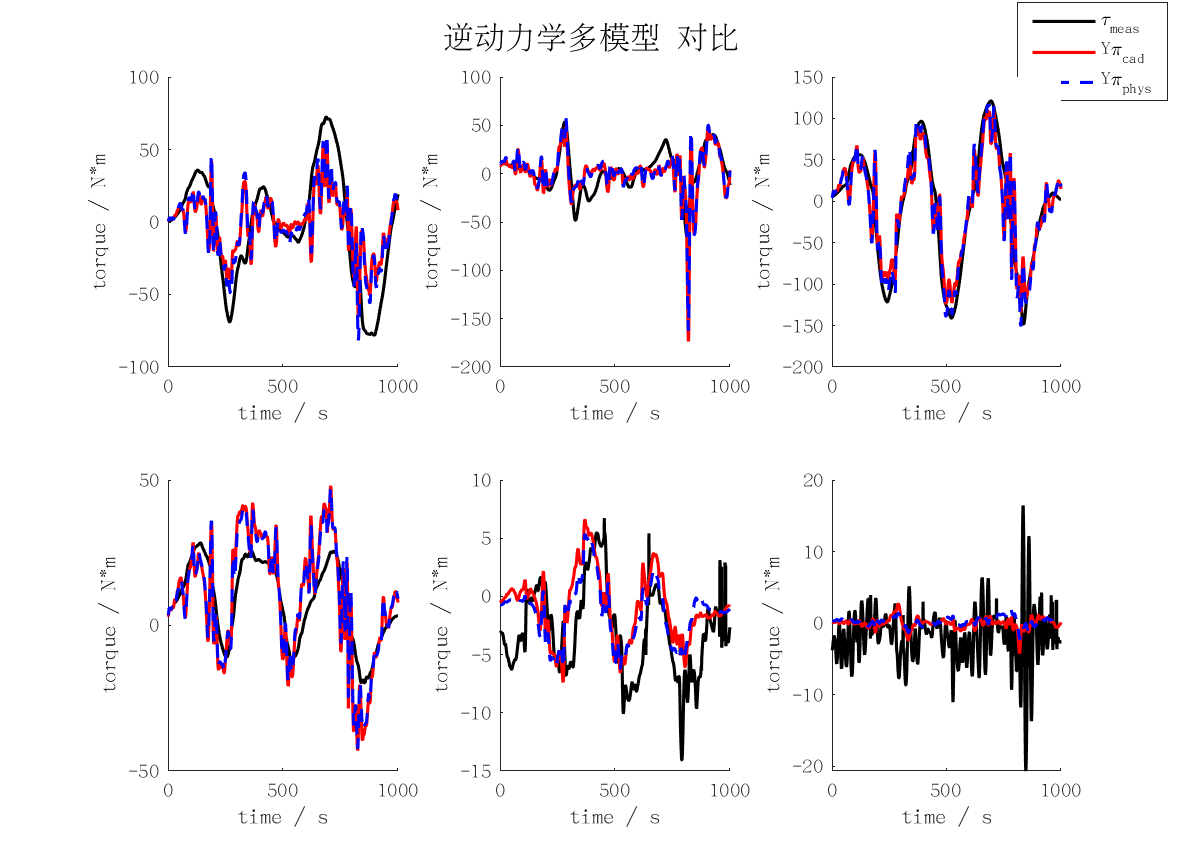 逆动力学多模型 对比
τmeas
Yπcad
Yπphys
100
50
0
-50
-100
torque / N*m
0 500 1000
time / s
100
50
0
-50
-100
-150
-200
torque / N*m
0 500 1000
time / s
150
100
50
0
-50
-100
-150
-200
torque / N*m
0 500 1000
time / s
50
0
-50
torque / N*m
0 500 1000
time / s
10
5
0
-5
-10
-15
torque / N*m
0 500 1000
time / s
20
10
0
-10
-20
torque / N*m
0 500 1000
time / s